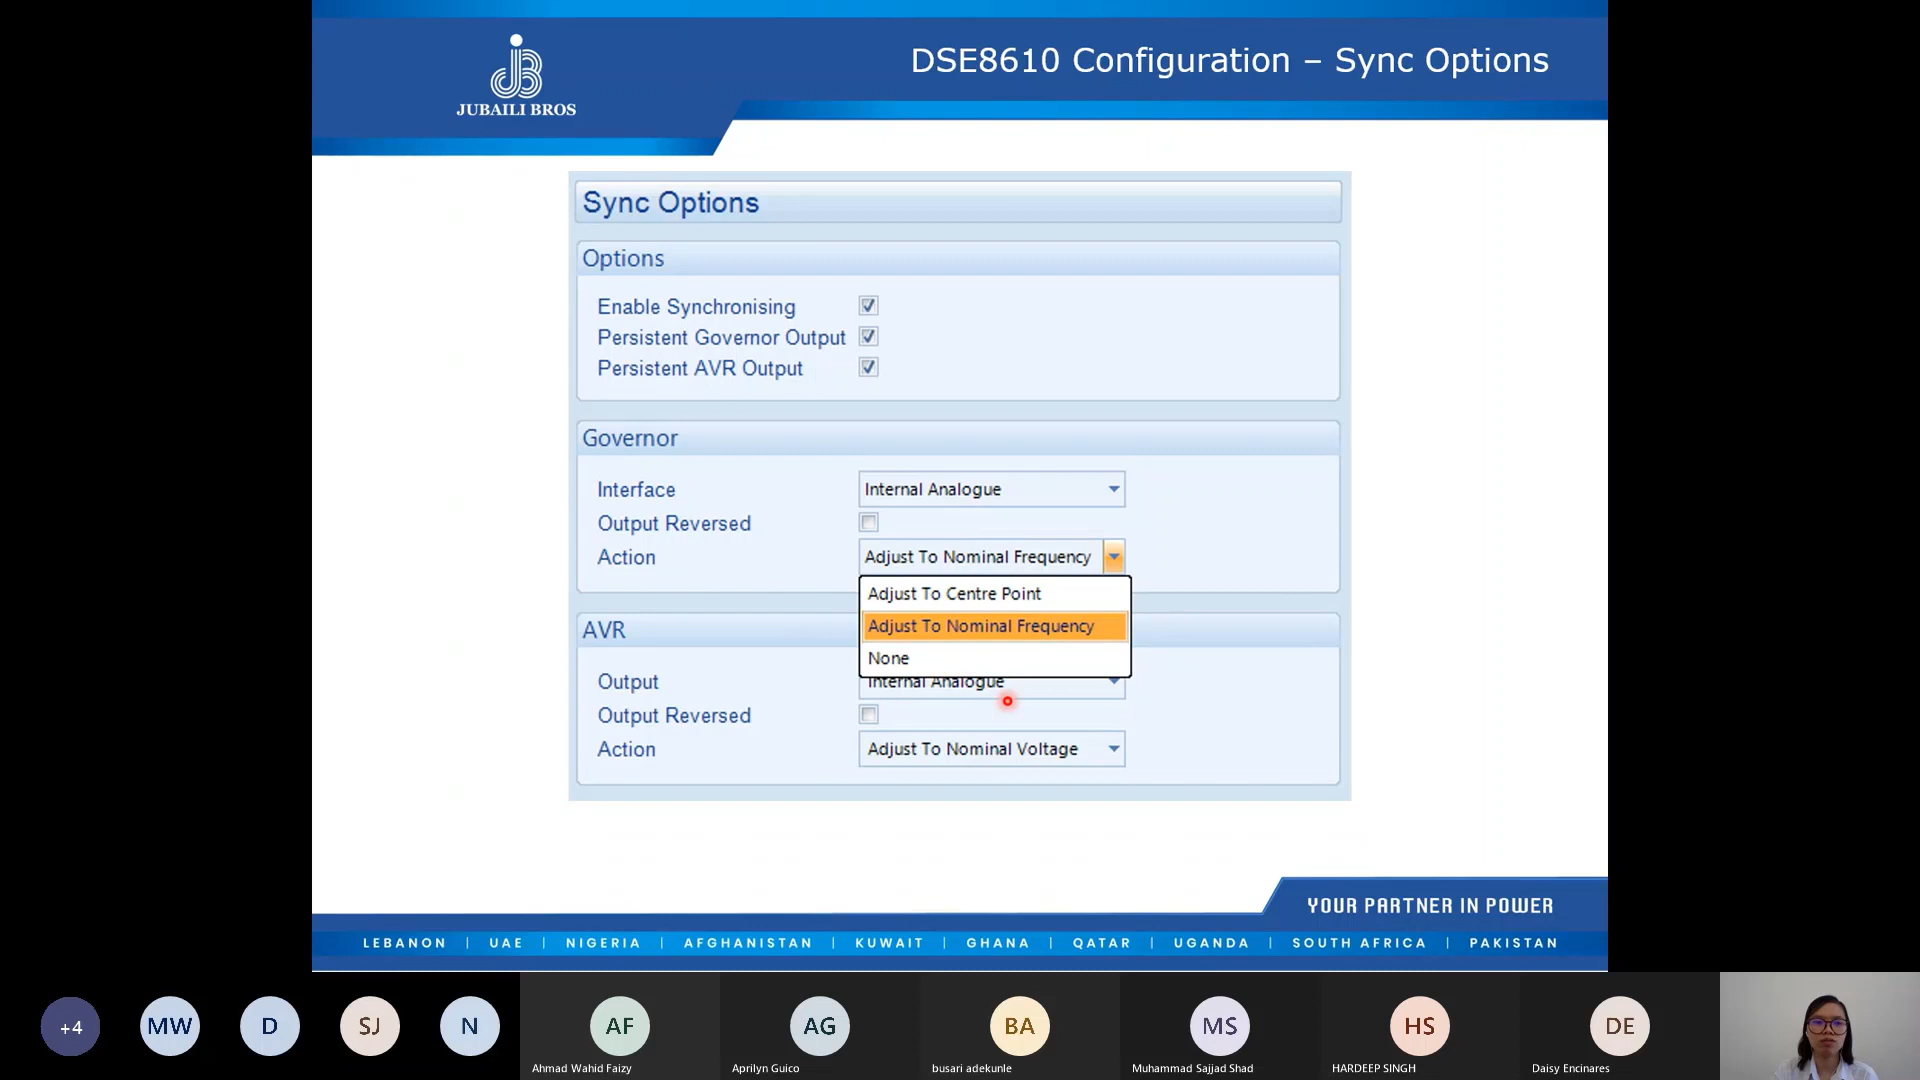 JUBAILI BROS
DSE8610 Configuration – Sync Options
Sync Options
Options
Enable Synchronising
Persistent Governor Output
Persistent AVR Output
Governor
Interface Internal Analogue
Output Reversed
Action Adjust To Nominal Frequency
Adjust To Centre Point
Adjust To Nominal Frequency
None
AVR
Output Internal Analogue
Output Reversed
Action Adjust To Nominal Voltage
YOUR PARTNER IN POWER
LEBANON | UAE | NIGERIA | AFGHANISTAN | KUWAIT | GHANA | QATAR | UGANDA | SOUTH AFRICA | PAKISTAN
+4 MW D SJ N AF AG BA MS HS DE
Ahmad Wahid Faizy Aprilyn Guico busari adekunle Muhammad Sajjad Shad HARDEEP SINGH Daisy Encinares